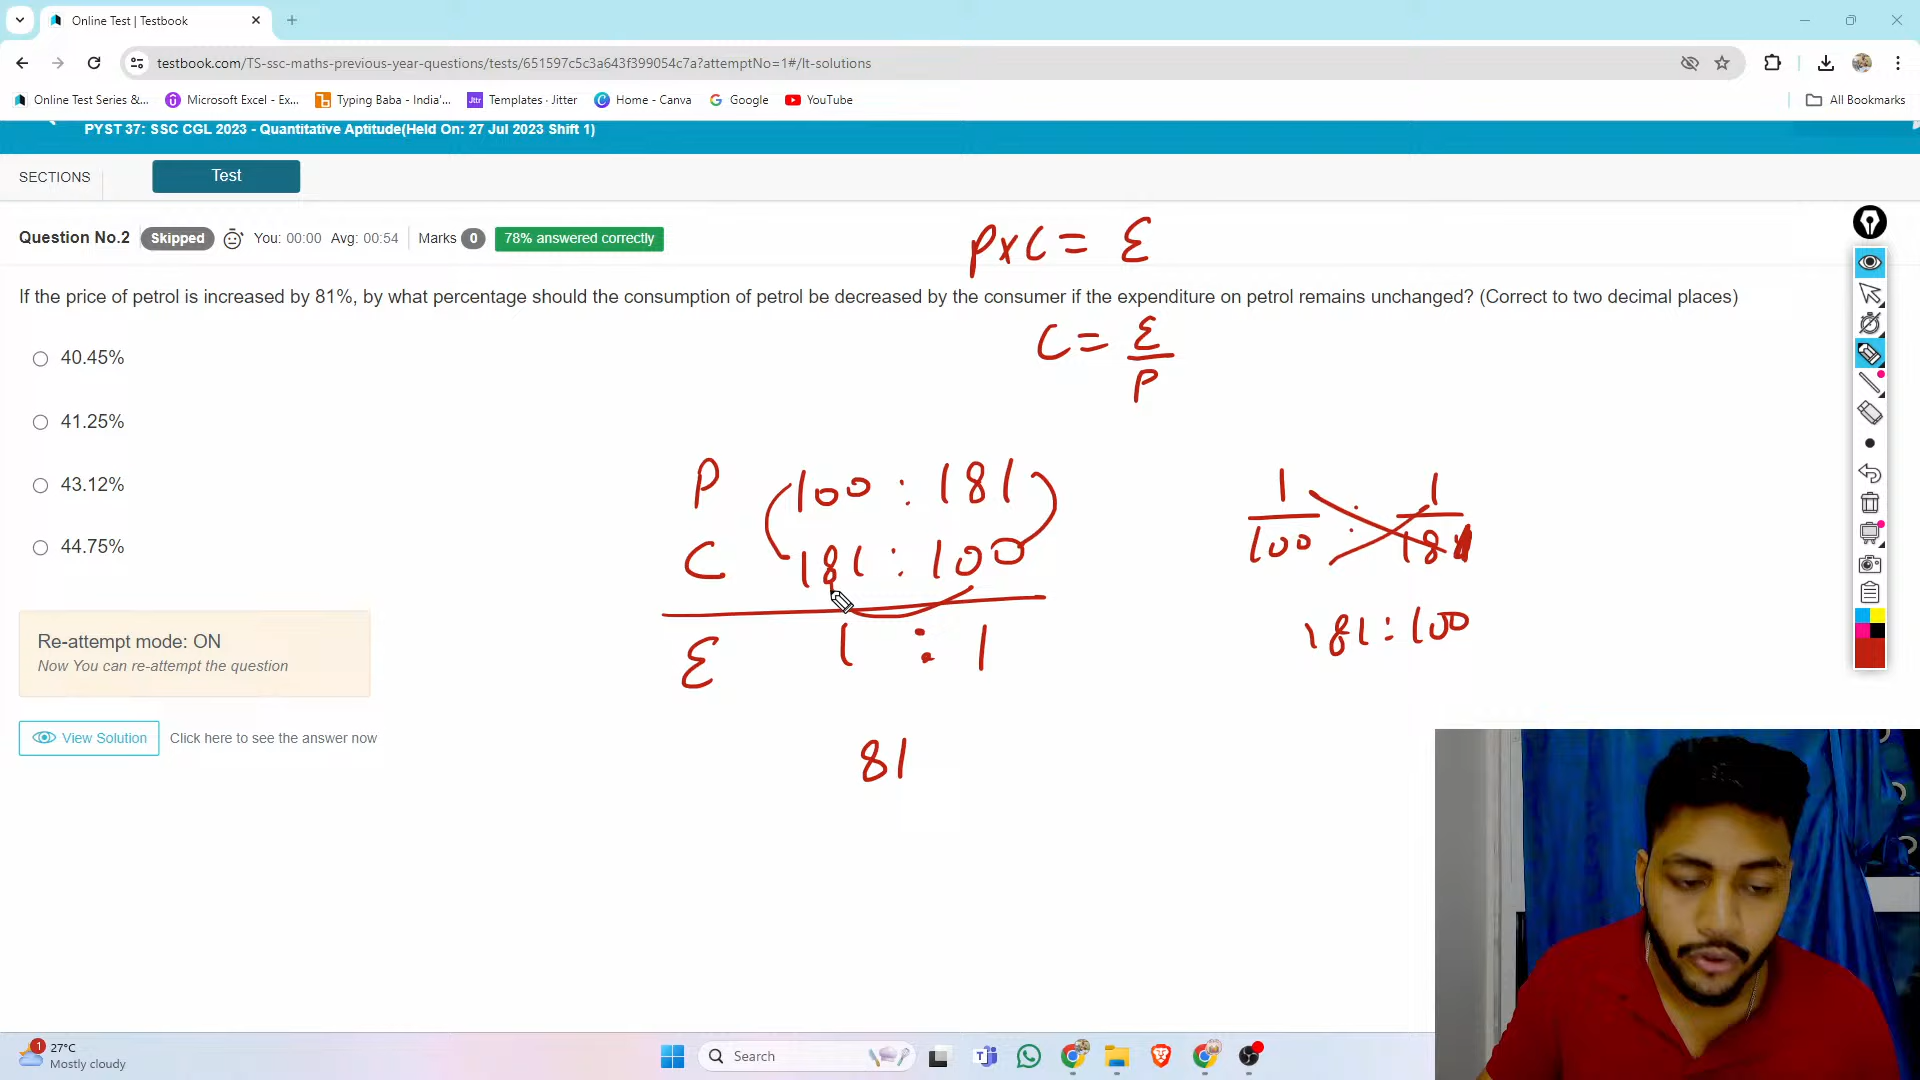 Online Test | Testbook
testbook.com/TS-ssc-maths-previous-year-questions/tests/651597c5c3a643f399054c7a?attemptNo=1#/lt-solutions
Online Test Series &... Microsoft Excel - Ex... Typing Baba - India'... Jttr Templates · Jitter Home - Canva Google YouTube All Bookmarks
PYST 37: SSC CGL 2023 - Quantitative Aptitude(Held On: 27 Jul 2023 Shift 1)
SECTIONS Test
Question No.2 Skipped You: 00:00 Avg: 00:54 Marks 0 78% answered correctly
P x C = E
If the price of petrol is increased by 81%, by what percentage should the consumption of petrol be decreased by the consumer if the expenditure on petrol remains unchanged? (Correct to two decimal places)
C = E
P
40.45%
41.25%
43.12%
44.75%
P 100 : 181
C 181 : 100
E 1 : 1
81
1 : 1
100 : 181
181 : 100
Re-attempt mode: ON
Now You can re-attempt the question
View Solution Click here to see the answer now
1 27°C
Mostly cloudy
Search